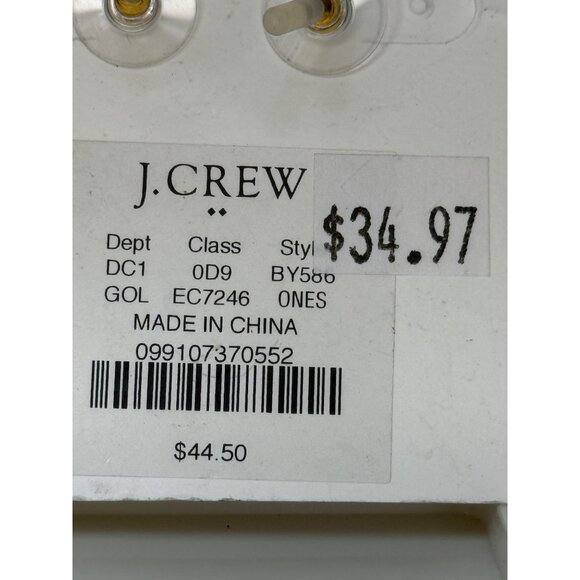 J.CREW
$34.97
Dept Class Styl
DC1 0D9 BY586
GOL EC7246 0NES
MADE IN CHINA
099107370552
$44.50